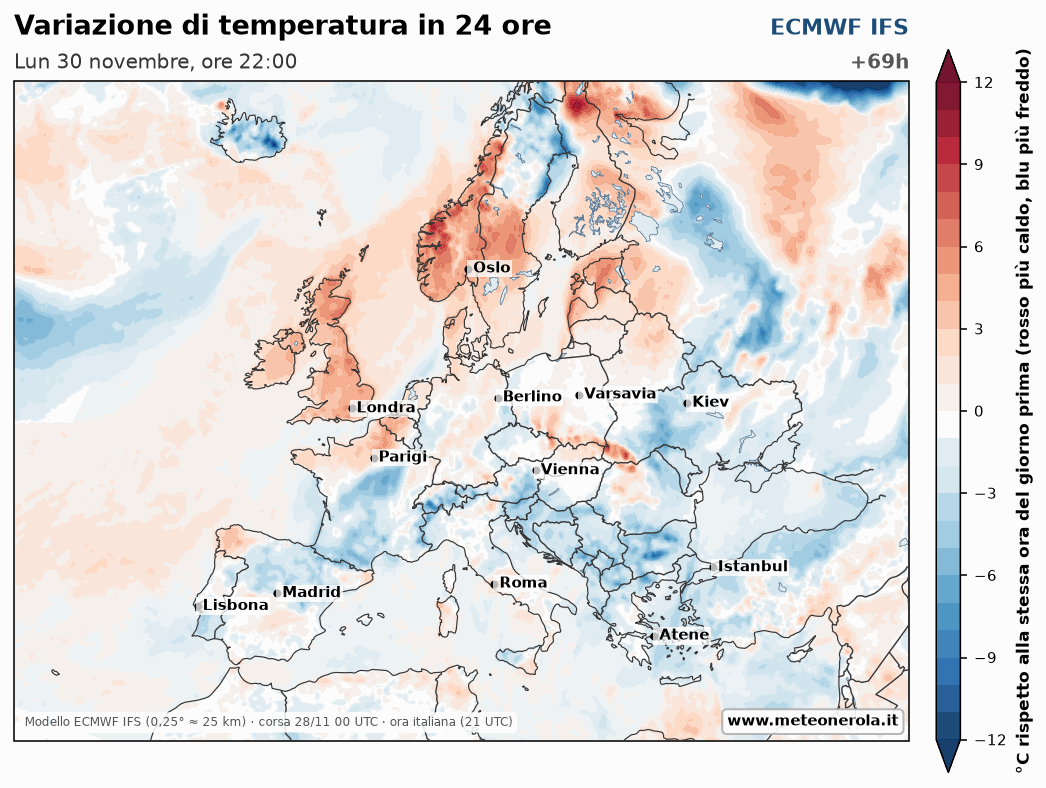 Variazione di temperatura in 24 ore
ECMWF IFS
Lun 30 novembre, ore 22:00
+69h
Oslo
Londra
Berlino
Varsavia
Kiev
Parigi
Vienna
Istanbul
Roma
Madrid
Lisbona
Atene
Modello ECMWF IFS (0,25° ≈ 25 km) · corsa 28/11 00 UTC · ora italiana (21 UTC)
www.meteonerola.it
12
9
6
3
0
−3
−6
−9
−12
°C rispetto alla stessa ora del giorno prima (rosso più caldo, blu più freddo)